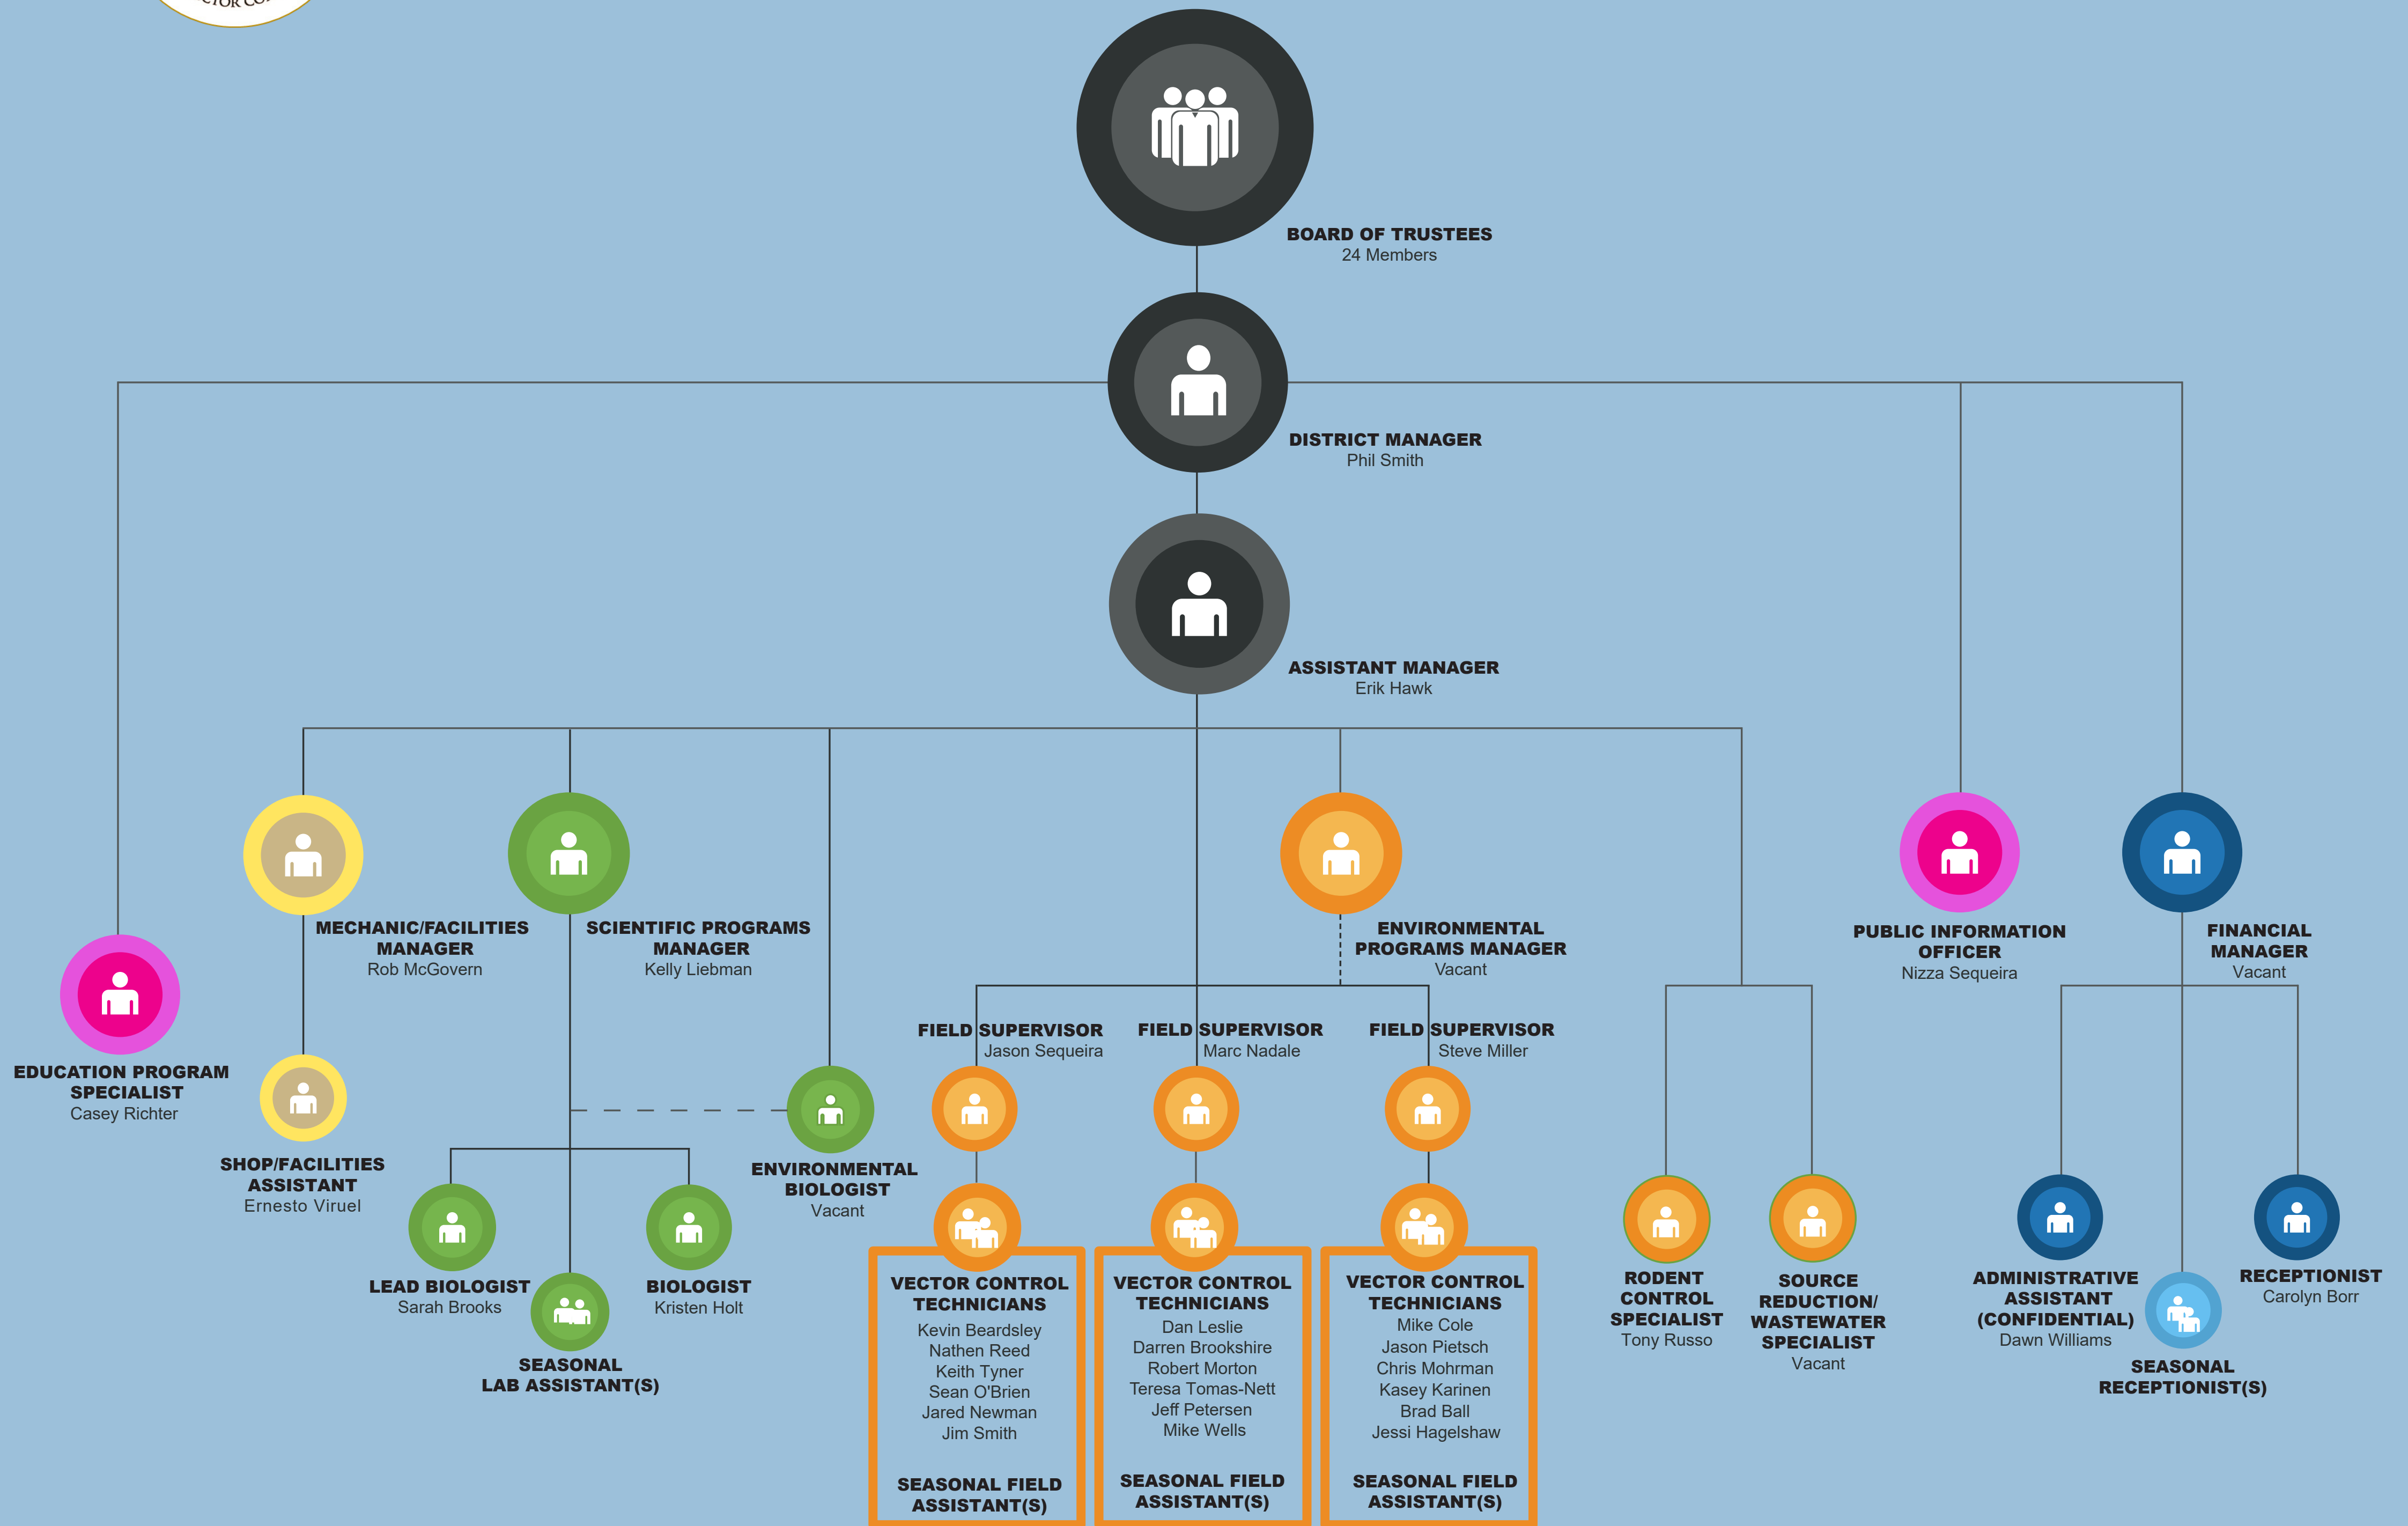 BOARD OF TRUSTEES
24 Members
DISTRICT MANAGER
Phil Smith
ASSISTANT MANAGER
Erik Hawk
EDUCATION PROGRAM
SPECIALIST
Casey Richter
MECHANIC/FACILITIES
MANAGER
Rob McGovern
SHOP/FACILITIES
ASSISTANT
Ernesto Viruel
SCIENTIFIC PROGRAMS
MANAGER
Kelly Liebman
LEAD BIOLOGIST
Sarah Brooks
SEASONAL
LAB ASSISTANT(S)
BIOLOGIST
Kristen Holt
ENVIRONMENTAL
BIOLOGIST
Vacant
ENVIRONMENTAL
PROGRAMS MANAGER
Vacant
FIELD SUPERVISOR
Jason Sequeira
VECTOR CONTROL
TECHNICIANS
Kevin Beardsley
Nathen Reed
Keith Tyner
Sean O'Brien
Jared Newman
Jim Smith
SEASONAL FIELD
ASSISTANT(S)
FIELD SUPERVISOR
Marc Nadale
VECTOR CONTROL
TECHNICIANS
Dan Leslie
Darren Brookshire
Robert Morton
Teresa Tomas-Nett
Jeff Petersen
Mike Wells
SEASONAL FIELD
ASSISTANT(S)
FIELD SUPERVISOR
Steve Miller
VECTOR CONTROL
TECHNICIANS
Mike Cole
Jason Pietsch
Chris Mohrman
Kasey Karinen
Brad Ball
Jessi Hagelshaw
SEASONAL FIELD
ASSISTANT(S)
RODENT
CONTROL
SPECIALIST
Tony Russo
SOURCE
REDUCTION/
WASTEWATER
SPECIALIST
Vacant
PUBLIC INFORMATION
OFFICER
Nizza Sequeira
FINANCIAL
MANAGER
Vacant
ADMINISTRATIVE
ASSISTANT
(CONFIDENTIAL)
Dawn Williams
SEASONAL
RECEPTIONIST(S)
RECEPTIONIST
Carolyn Borr